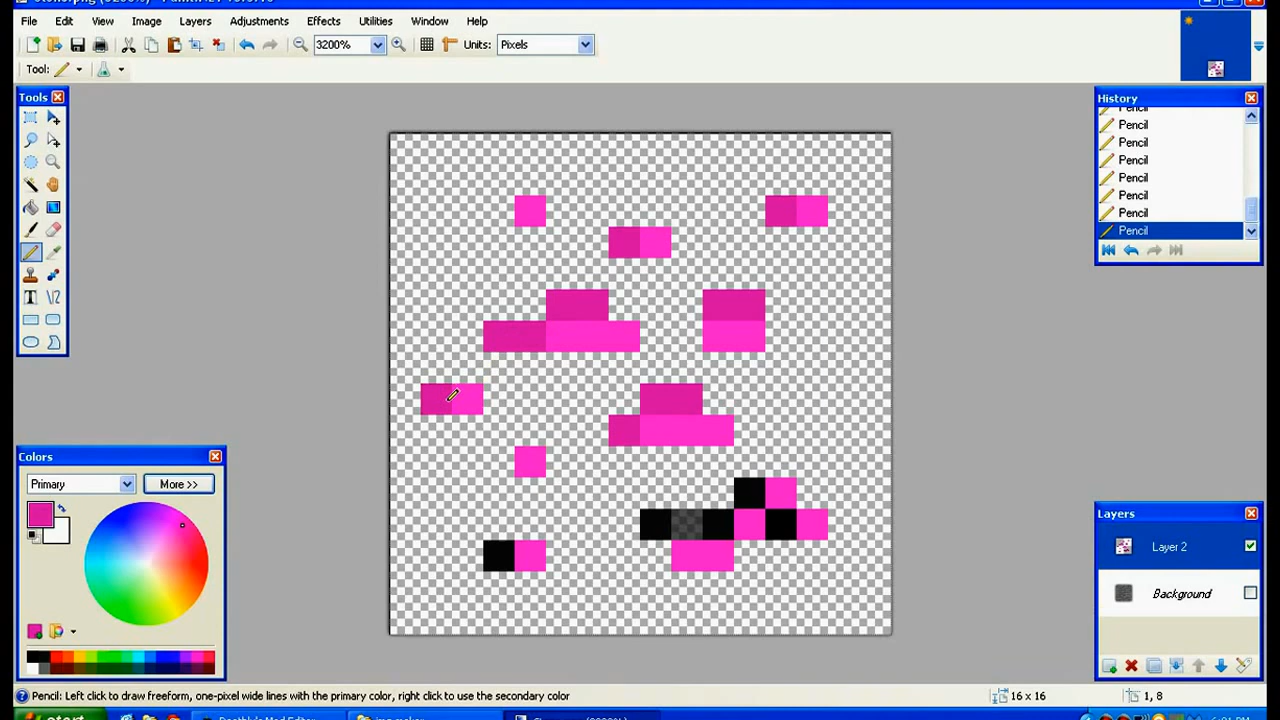 File Edit View Image Layers Adjustments Effects Utilities Window Help
3200% Units: Pixels
Tool:
Tools
History
Pencil
Pencil
Pencil
Pencil
Pencil
Pencil
Pencil
Pencil
Colors
Primary More >>
Layers
Layer 2
Background
Pencil: Left click to draw freeform, one-pixel wide lines with the primary color, right click to use the secondary color 16 x 16 1, 8
start